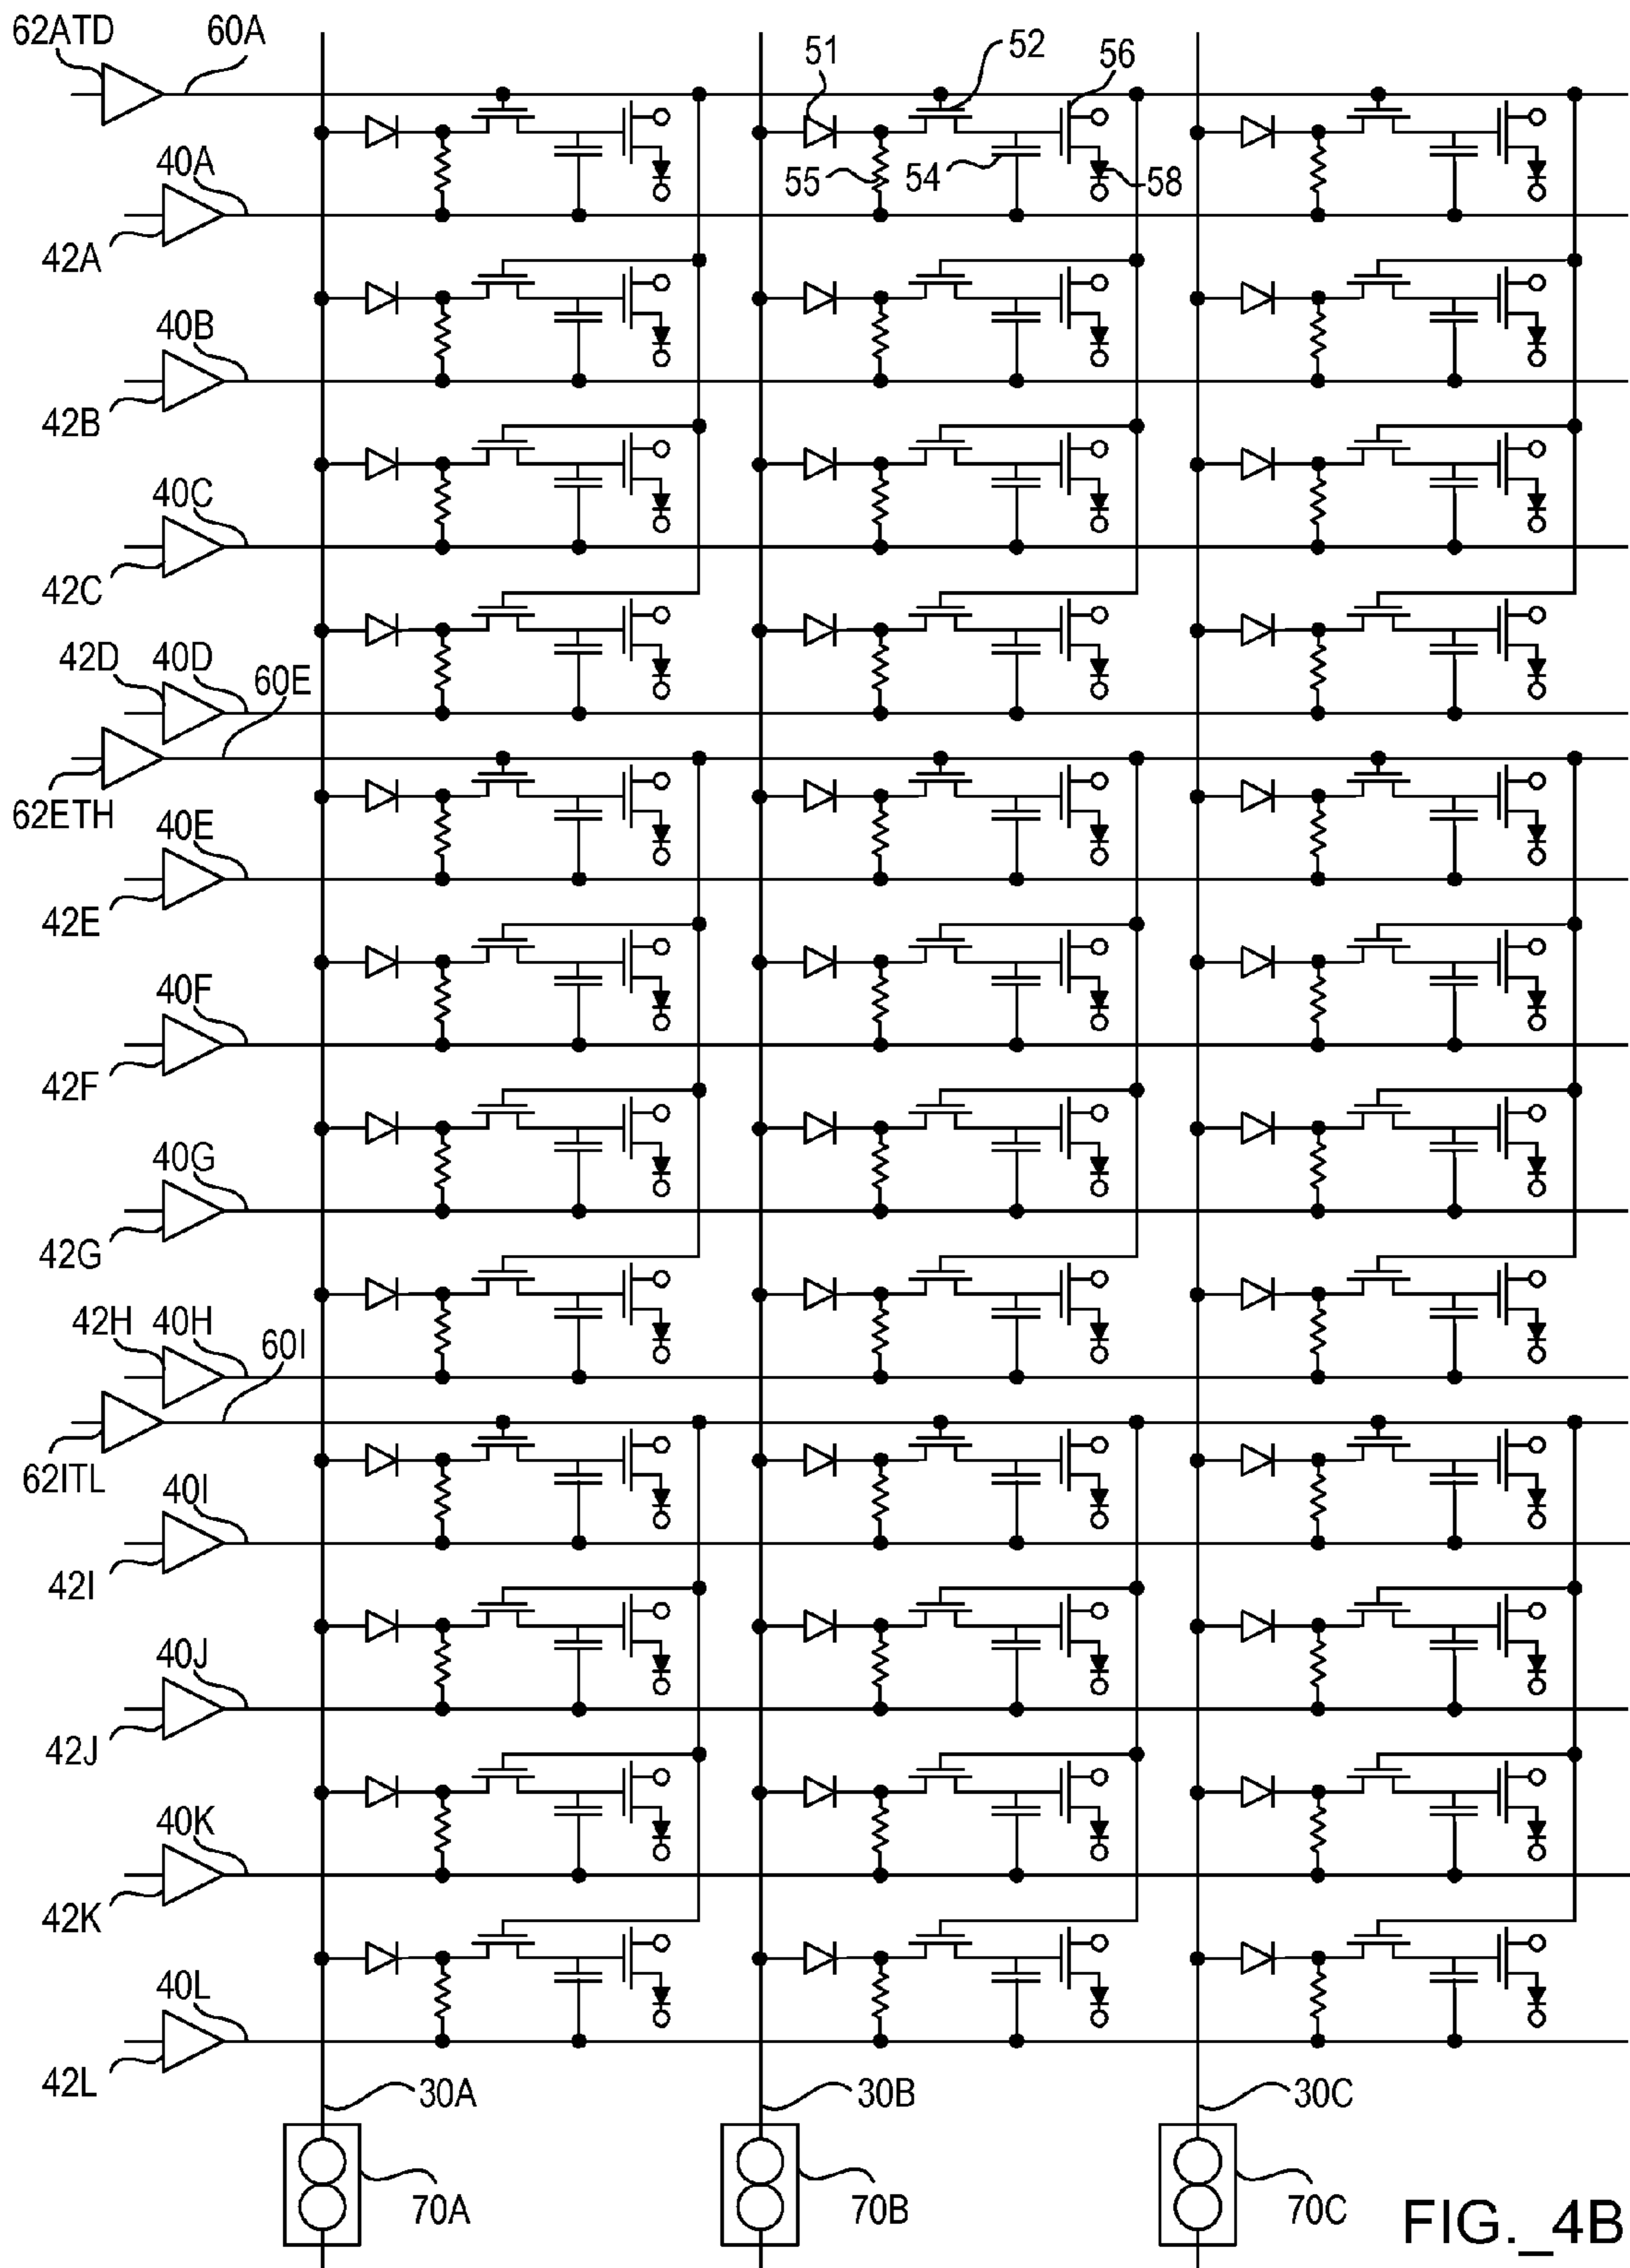 62ATD 60A 51 52 56
40A 55 54 58
42A
40B
42B
40C
42C
42D 40D 60E
62ETH 40E
42E
40F
42F
40G
42G
42H 40H 60I
62ITL 40I
42I
40J
42J
40K
42K
40L
42L 30A 30B 30C
70A 70B 70C
FIG._4B